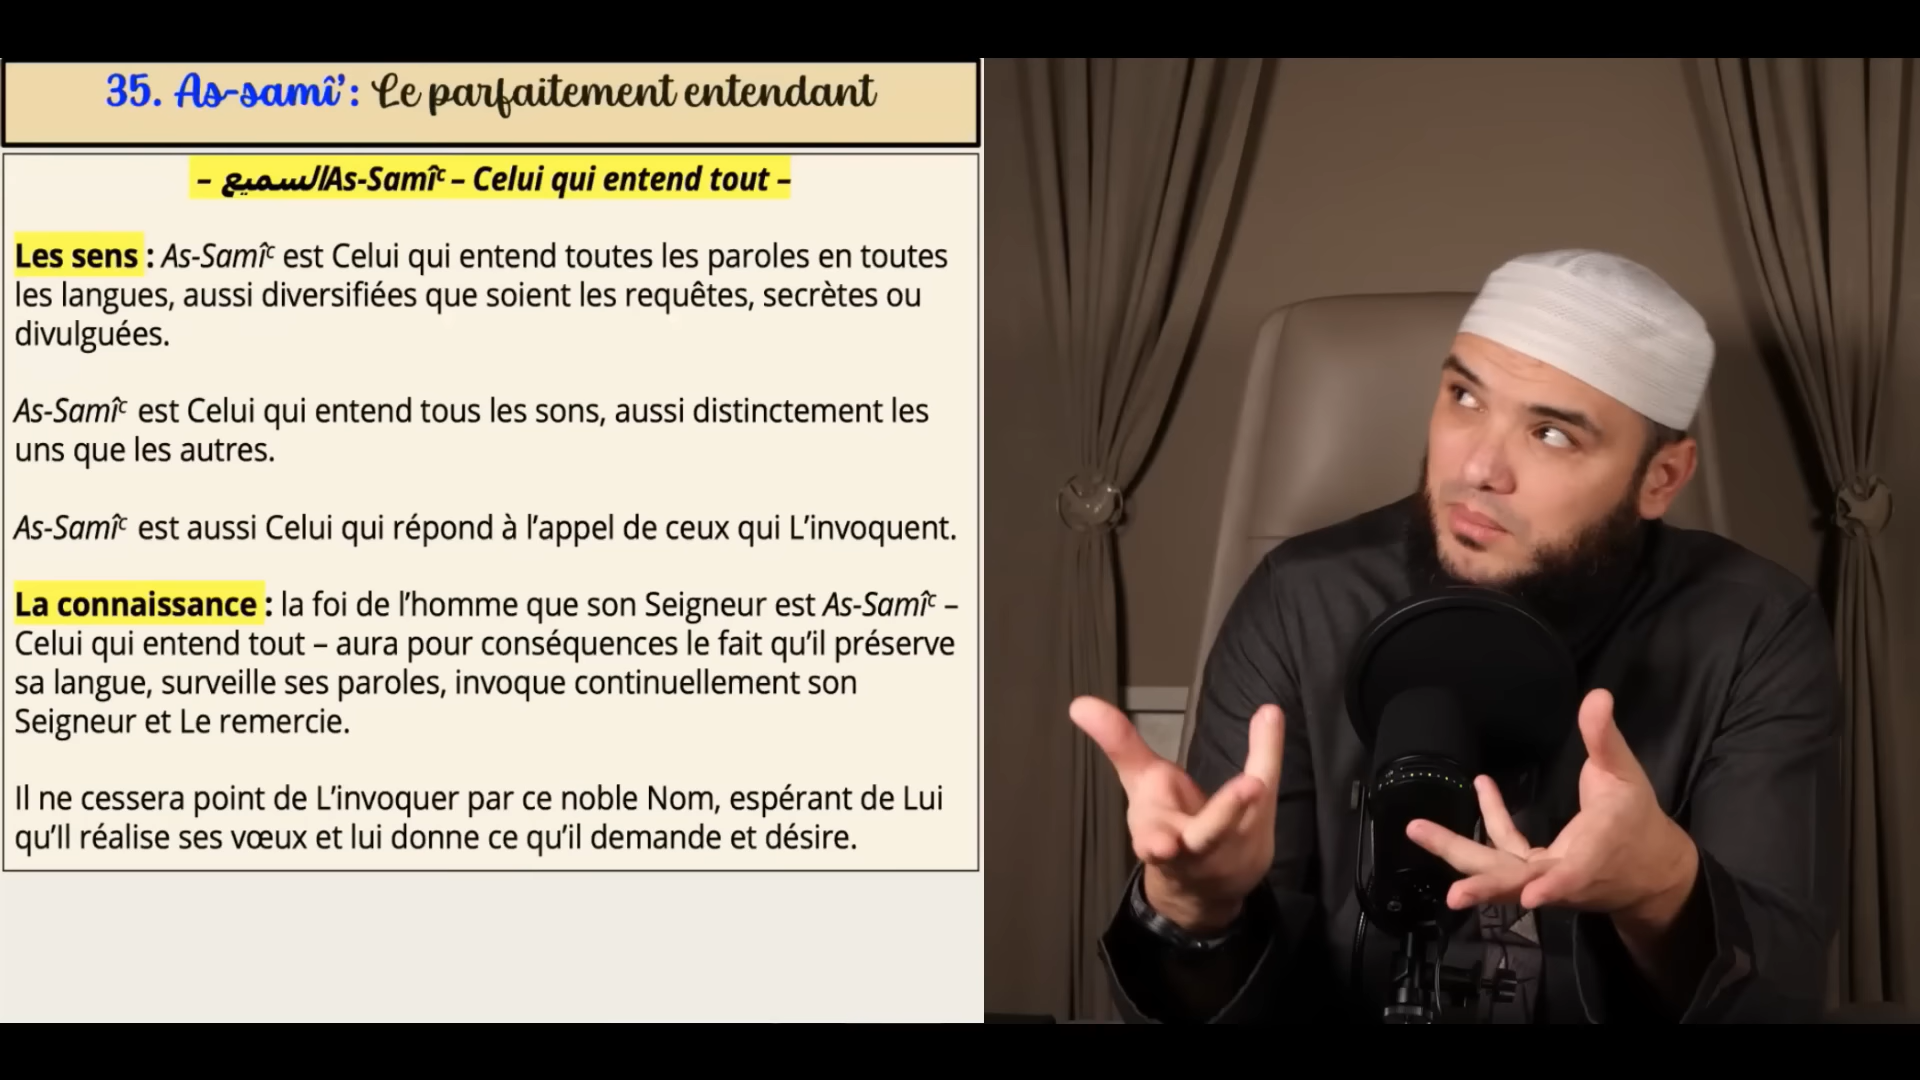 35. As-samî’: Le parfaitement entendant
– السميعAs-Samîᶜ – Celui qui entend tout –
Les sens : As-Samîᶜ est Celui qui entend toutes les paroles en toutes
les langues, aussi diversifiées que soient les requêtes, secrètes ou
divulguées.
As-Samîᶜ est Celui qui entend tous les sons, aussi distinctement les
uns que les autres.
As-Samîᶜ est aussi Celui qui répond à l’appel de ceux qui L’invoquent.
La connaissance : la foi de l’homme que son Seigneur est As-Samîᶜ –
Celui qui entend tout – aura pour conséquences le fait qu’il préserve
sa langue, surveille ses paroles, invoque continuellement son
Seigneur et Le remercie.
Il ne cessera point de L’invoquer par ce noble Nom, espérant de Lui
qu’Il réalise ses vœux et lui donne ce qu’il demande et désire.